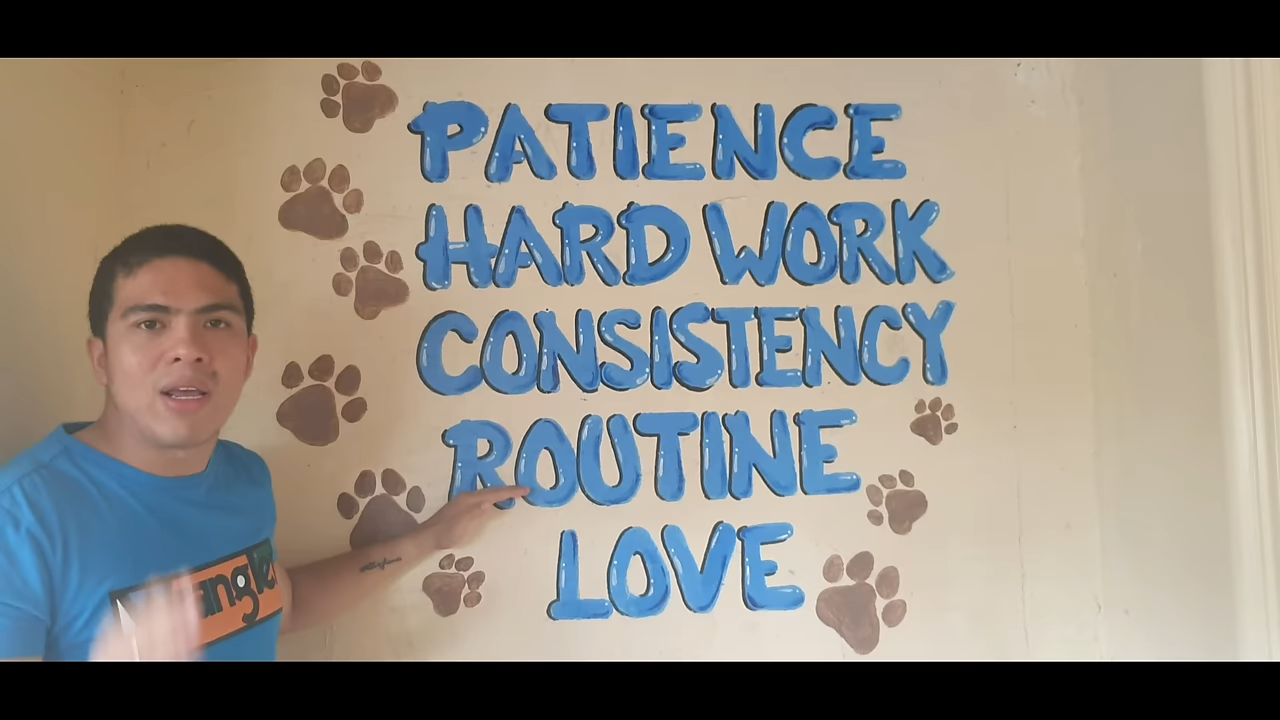 PATIENCE
HARD WORK
CONSISTENCY
ROUTINE
LOVE